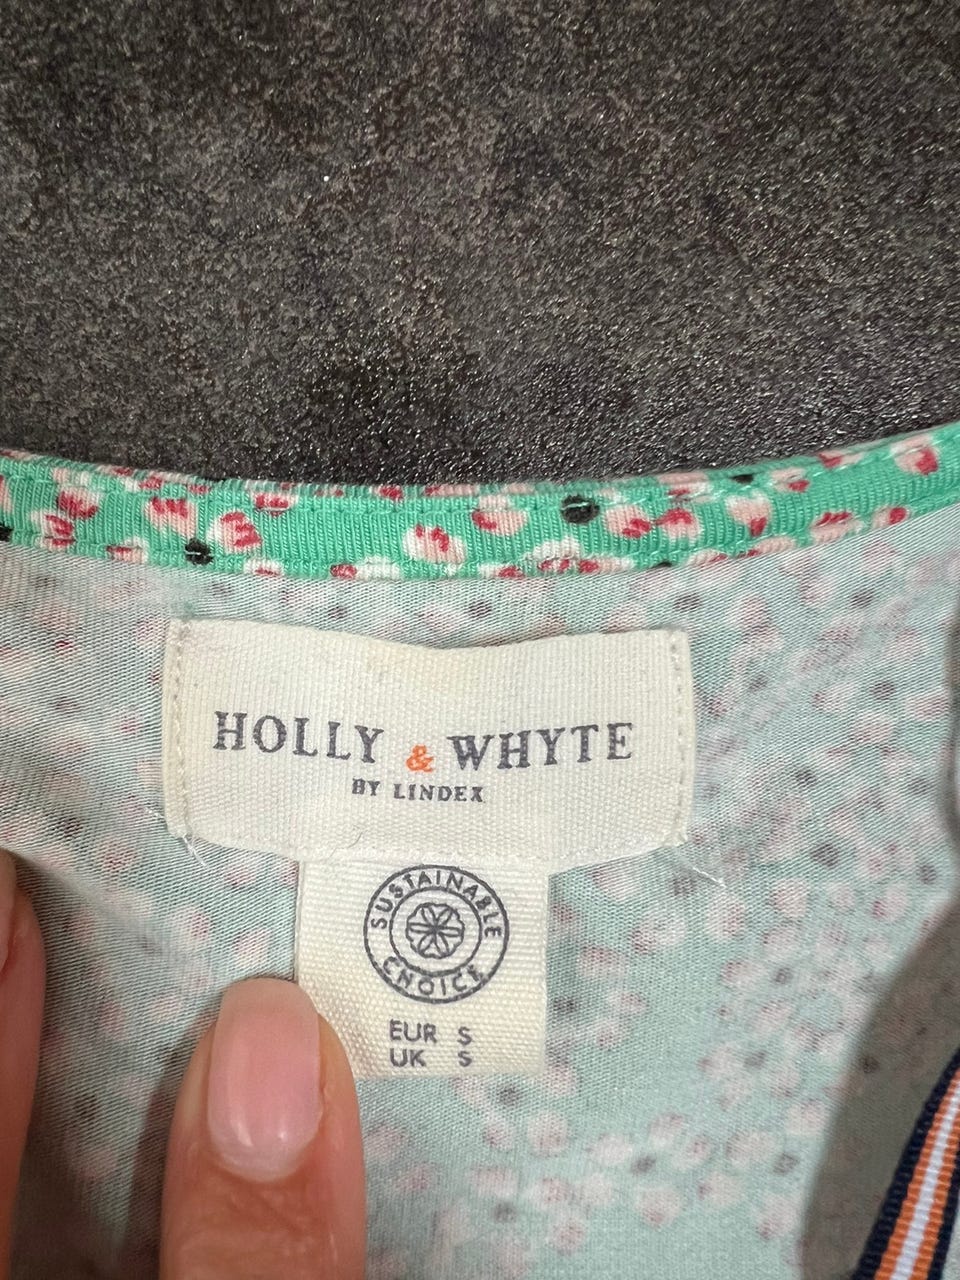 HOLLY & WHYTE
BY LINDEX
SUSTAINABLE
CHOICE
EUR S
UK S